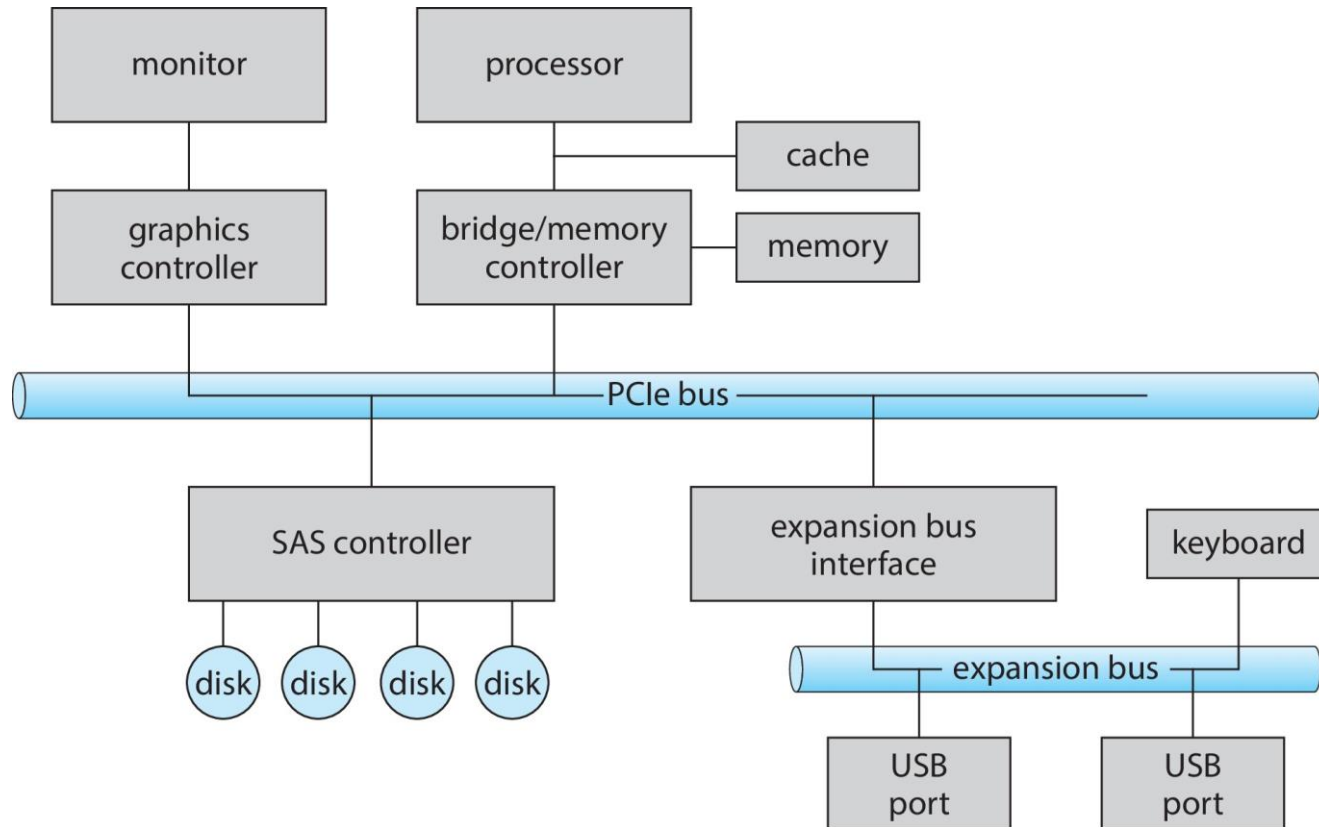 monitor
processor
cache
graphics
controller
bridge/memory
controller
memory
PCIe bus
SAS controller
expansion bus
interface
keyboard
disk
disk
disk
disk
expansion bus
USB
port
USB
port